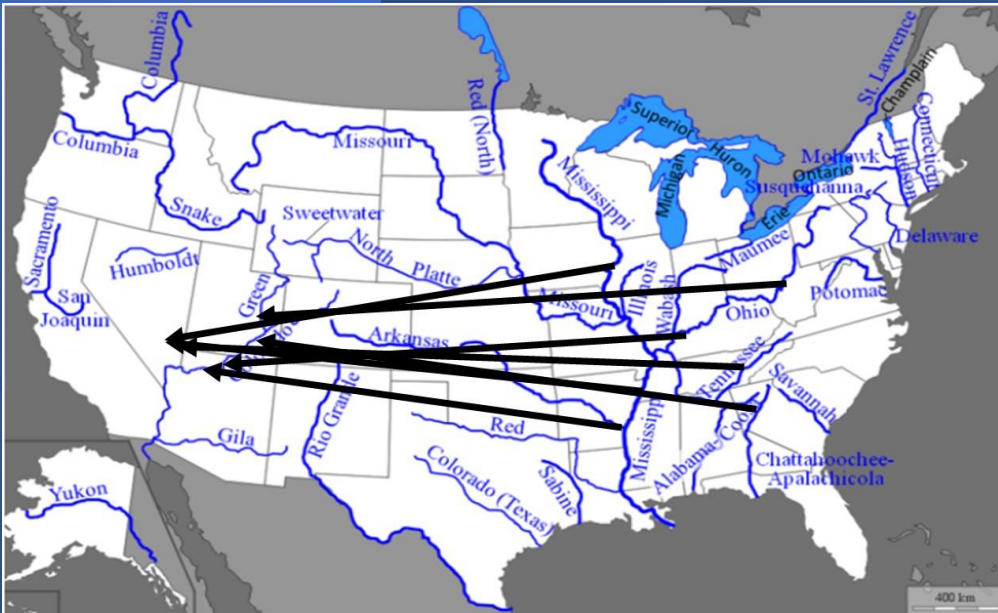 Columbia
Red (North)
St. Lawrence
Champlain
Superior
Connecticut
Columbia
Missouri
Huron
Mohawk
Hudson
Michigan
Mississippi
Ontario
Susquehanna
Snake
Sweetwater
Erie
Sacramento
Delaware
North Platte
Maumee
Humboldt
Green
Illinois
Wabash
San
Joaquin
Missouri
Potomac
Ohio
Arkansas
Tennessee
Savannah
Rio Grande
Red
Mississippi
Alabama-Coosa
Gila
Colorado (Texas)
Sabine
Chattahoochee-
Apalachicola
Yukon
400 km